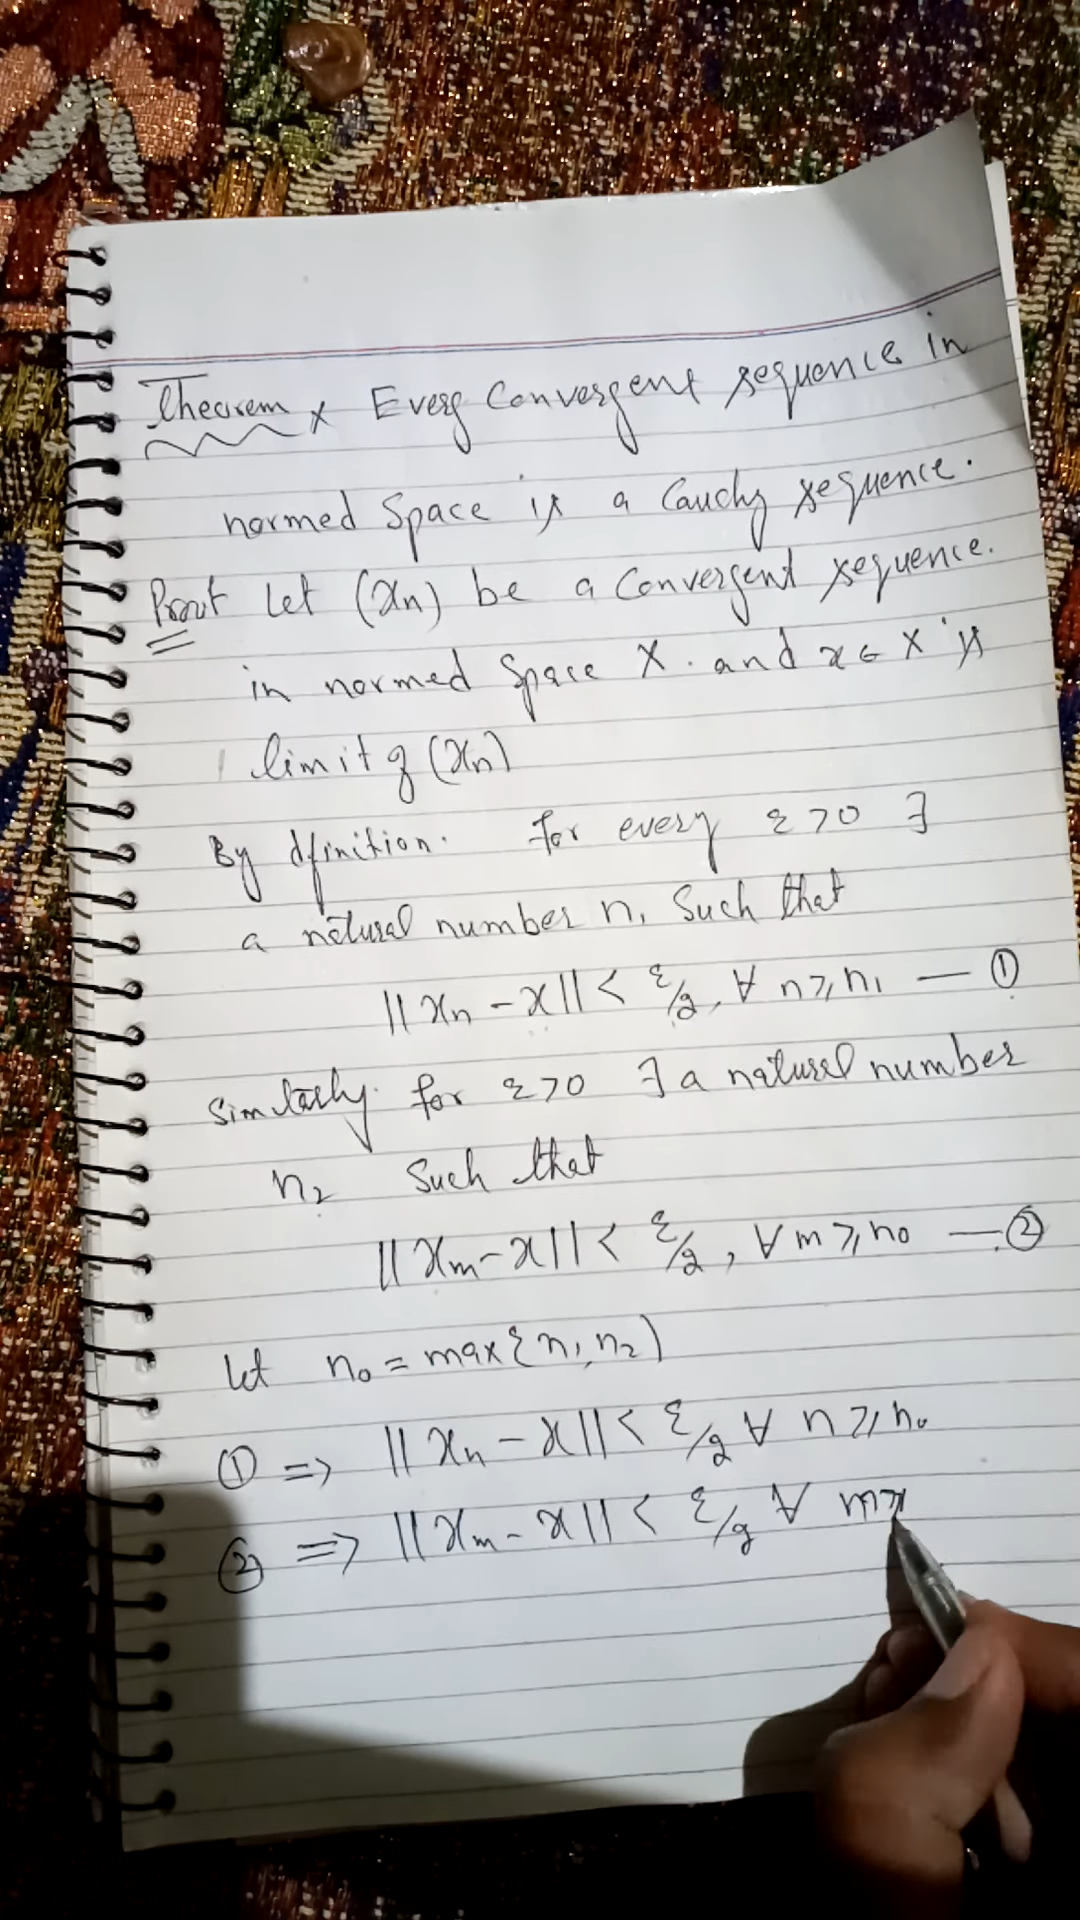 Theorem x Every Convergent sequence in
normed Space is a Cauchy sequence.
Proof Let (xn) be a Convergent sequence.
in normed Space X. and x ∈ X is
limit of (xn)
By dfinition. for every ε>0 ∃
a natural number n1 Such that
||xn-x||< ε/2, ∀ n≥n1 — ①
Similarly for ε>0 ∃ a natural number
n2 Such that
||xm-x||< ε/2, ∀ m≥n0 — ②
let n0 = max{n1, n2)
① => ||xn-x||< ε/2 ∀ n≥n0
② => ||xm-x||< ε/2 ∀ m≥